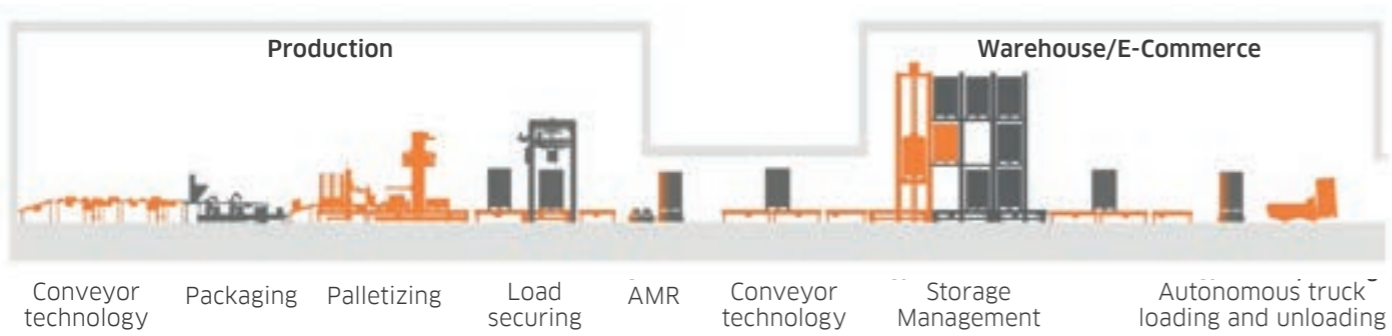 Production
Warehouse/E-Commerce
Conveyor
technology
Packaging
Palletizing
Load
securing
AMR
Conveyor
technology
Storage
Management
Autonomous truck
loading and unloading